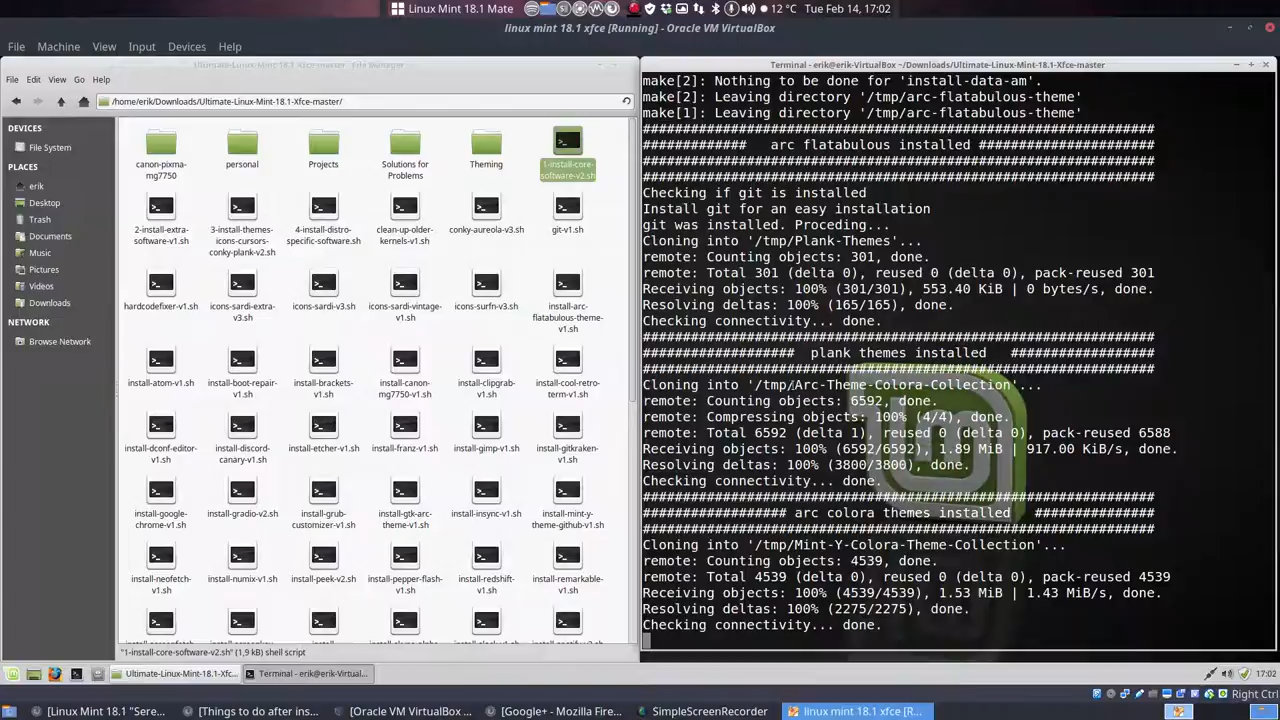 Linux Mint 18.1 Mate
12 °C Tue Feb 14, 17:02
linux mint 18.1 xfce [Running] - Oracle VM VirtualBox
File Machine View Input Devices Help
Ultimate-Linux-Mint-18.1-Xfce-master - File Manager
File Edit View Go Help
/home/erik/Downloads/Ultimate-Linux-Mint-18.1-Xfce-master/
DEVICES
File System
PLACES
erik
Desktop
Trash
Documents
Music
Pictures
Videos
Downloads
NETWORK
Browse Network
canon-pixma-
mg7750
personal
Projects
Solutions for
Problems
Theming
1-install-core-
software-v2.sh
2-install-extra-
software-v1.sh
3-install-themes-
icons-cursors-
conky-plank-v2.sh
4-install-distro-
specific-software.sh
clean-up-older-
kernels-v1.sh
conky-aureola-v3.sh
git-v1.sh
hardcodefixer-v1.sh
icons-sardi-extra-
v3.sh
icons-sardi-v3.sh
icons-sardi-vintage-
v1.sh
icons-surfn-v3.sh
install-arc-
flatabulous-theme-
v1.sh
install-atom-v1.sh
install-boot-repair-
v1.sh
install-brackets-
v1.sh
install-canon-
mg7750-v1.sh
install-clipgrab-
v1.sh
install-cool-retro-
term-v1.sh
install-dconf-editor-
v1.sh
install-discord-
canary-v1.sh
install-etcher-v1.sh
install-franz-v1.sh
install-gimp-v1.sh
install-gitkraken-
v1.sh
install-google-
chrome-v1.sh
install-gradio-v2.sh
install-grub-
customizer-v1.sh
install-gtk-arc-
theme-v1.sh
install-insync-v1.sh
install-mint-y-
theme-github-v1.sh
install-neofetch-
v1.sh
install-numix-v1.sh
install-peek-v2.sh
install-pepper-flash-
v1.sh
install-redshift-
v1.sh
install-remarkable-
v1.sh
"1-install-core-software-v2.sh" (1,9 kB) shell script
Terminal - erik@erik-VirtualBox ~/Downloads/Ultimate-Linux-Mint-18.1-Xfce-master
make[2]: Nothing to be done for 'install-data-am'.
make[2]: Leaving directory '/tmp/arc-flatabulous-theme'
make[1]: Leaving directory '/tmp/arc-flatabulous-theme'
################################################################
#############   arc flatabulous installed ######################
################################################################
################################################################
Checking if git is installed
Install git for an easy installation
git was installed. Proceding...
Cloning into '/tmp/Plank-Themes'...
remote: Counting objects: 301, done.
remote: Total 301 (delta 0), reused 0 (delta 0), pack-reused 301
Receiving objects: 100% (301/301), 553.40 KiB | 0 bytes/s, done.
Resolving deltas: 100% (165/165), done.
Checking connectivity... done.
################################################################
###################  plank themes installed   ##################
################################################################
Cloning into '/tmp/Arc-Theme-Colora-Collection'...
remote: Counting objects: 6592, done.
remote: Compressing objects: 100% (4/4), done.
remote: Total 6592 (delta 1), reused 0 (delta 0), pack-reused 6588
Receiving objects: 100% (6592/6592), 1.89 MiB | 917.00 KiB/s, done.
Resolving deltas: 100% (3800/3800), done.
Checking connectivity... done.
################################################################
################## arc colora themes installed   ###############
################################################################
Cloning into '/tmp/Mint-Y-Colora-Theme-Collection'...
remote: Counting objects: 4539, done.
remote: Total 4539 (delta 0), reused 0 (delta 0), pack-reused 4539
Receiving objects: 100% (4539/4539), 1.53 MiB | 1.43 MiB/s, done.
Resolving deltas: 100% (2275/2275), done.
Checking connectivity... done.
Ultimate-Linux-Mint-18.1-Xfc...
Terminal - erik@erik-Virtual...
17:02
Right Ctrl
[Linux Mint 18.1 "Sere...
[Things to do after ins...
[Oracle VM VirtualBox ...
[Google+ - Mozilla Fire...
SimpleScreenRecorder
linux mint 18.1 xfce [R...